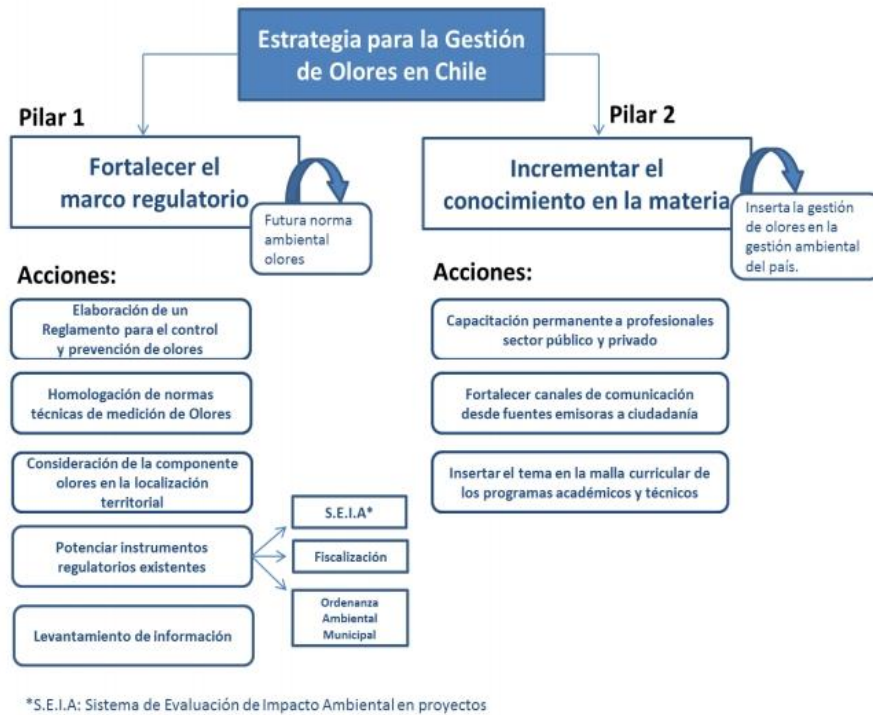 Estrategia para la Gestión
de Olores en Chile
Pilar 1
Fortalecer el
marco regulatorio
Futura norma
ambiental
olores
Acciones:
Elaboración de un
Reglamento para el control
y prevención de olores
Homologación de normas
técnicas de medición de Olores
Consideración de la componente
olores en la localización
territorial
Potenciar instrumentos
regulatorios existentes
S.E.I.A*
Fiscalización
Ordenanza
Ambiental
Municipal
Levantamiento de información
Pilar 2
Incrementar el
conocimiento en la materia
Inserta la gestión
de olores en la
gestión ambiental
del país.
Acciones:
Capacitación permanente a profesionales
sector público y privado
Fortalecer canales de comunicación
desde fuentes emisoras a ciudadanía
Insertar el tema en la malla curricular de
los programas académicos y técnicos
*S.E.I.A: Sistema de Evaluación de Impacto Ambiental en proyectos